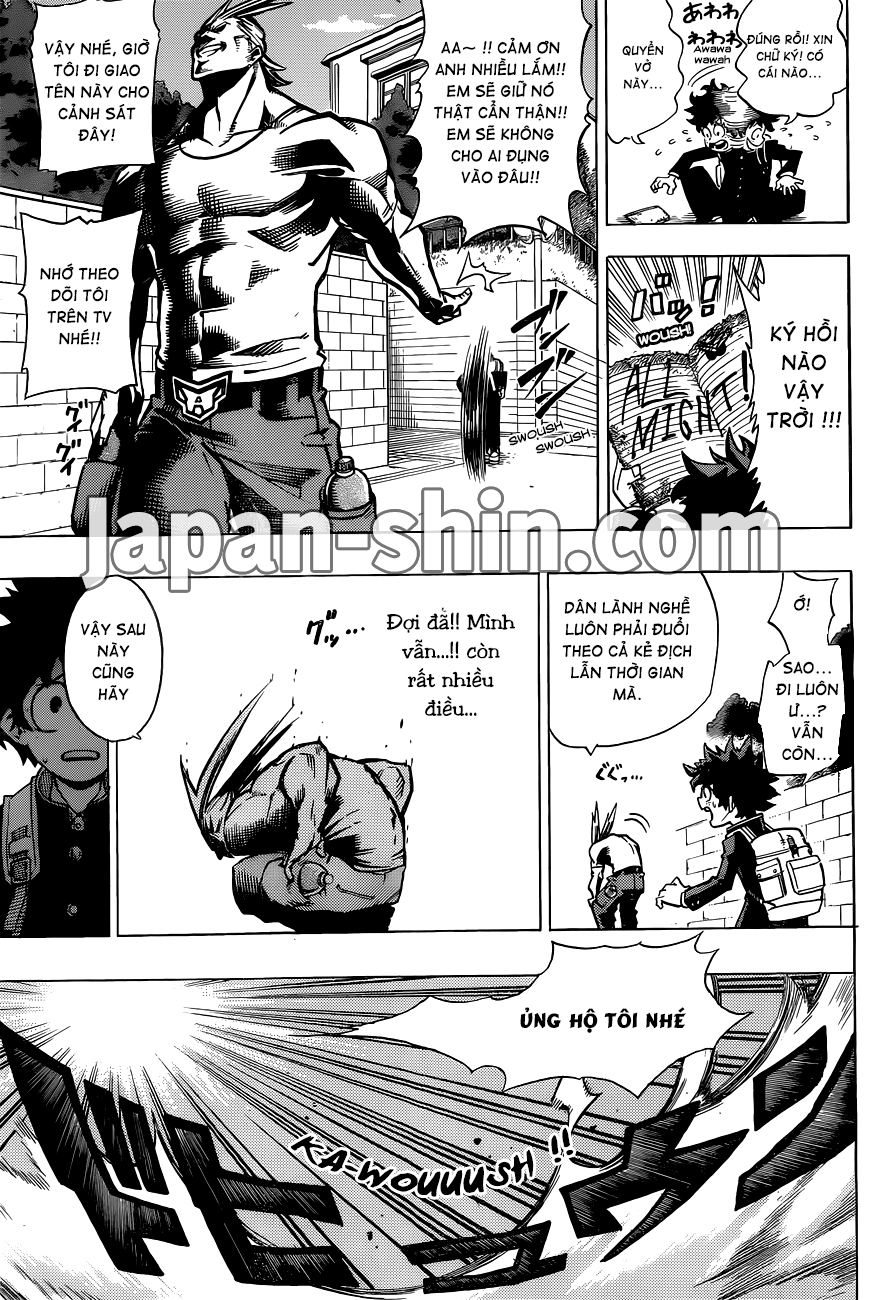 ĐÚNG RỒI! XIN
CHỮ KÝ! CÓ
CÁI NÀO...
あわわ
わわわ
Awawa
wawah
QUYỂN
VỞ
NÀY...
バッ!
WOUSH!
KÝ HỒI
NÀO
VẬY
TRỜI !!!
ALL
MIGHT!
AA~ !! CẢM ƠN
ANH NHIỀU LẮM!!
EM SẼ GIỮ NÓ
THẬT CẨN THẬN!!
EM SẼ KHÔNG
CHO AI ĐỤNG
VÀO ĐÂU!!
VẬY NHÉ, GIỜ
TÔI ĐI GIAO
TÊN NÀY CHO
CẢNH SÁT
ĐÂY!
NHỚ THEO
DÕI TÔI
TRÊN TV
NHÉ!!
SWOUSH
SWOUSH
Japan-shin.com
Ớ!
SAO...
ĐI LUÔN
Ư...?
VẪN
CÒN...
DÂN LÀNH NGHỀ
LUÔN PHẢI ĐUỔI
THEO CẢ KẺ ĐỊCH
LẪN THỜI GIAN
MÀ.
Đợi đã!! Mình
vẫn...!! còn
rất nhiều
điều...
VẬY SAU
NÀY
CŨNG
HÃY
ỦNG HỘ TÔI NHÉ
KA-WOUUUSH !!